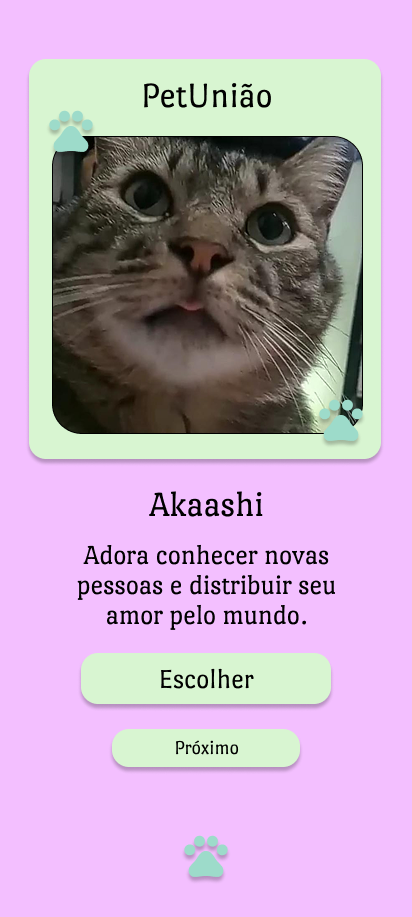 PetUnião
Akaashi
Adora conhecer novas
pessoas e distribuir seu
amor pelo mundo.
Escolher
Próximo